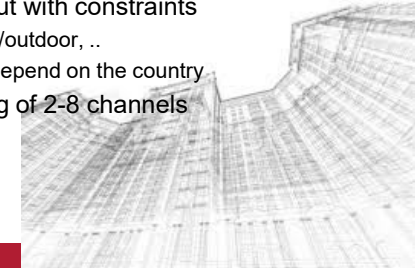 ut with constraints
/outdoor, ..
epend on the country
g of 2-8 channels